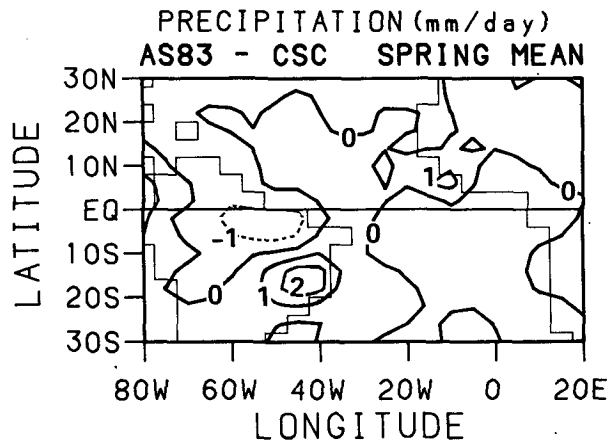 PRECIPITATION (mm/day)
AS83 - CSC SPRING MEAN
30N
20N
10N
EQ
10S
20S
30S
LATITUDE
0
1
0
0
-1
0
1
2
80W 60W 40W 20W 0 20E
LONGITUDE